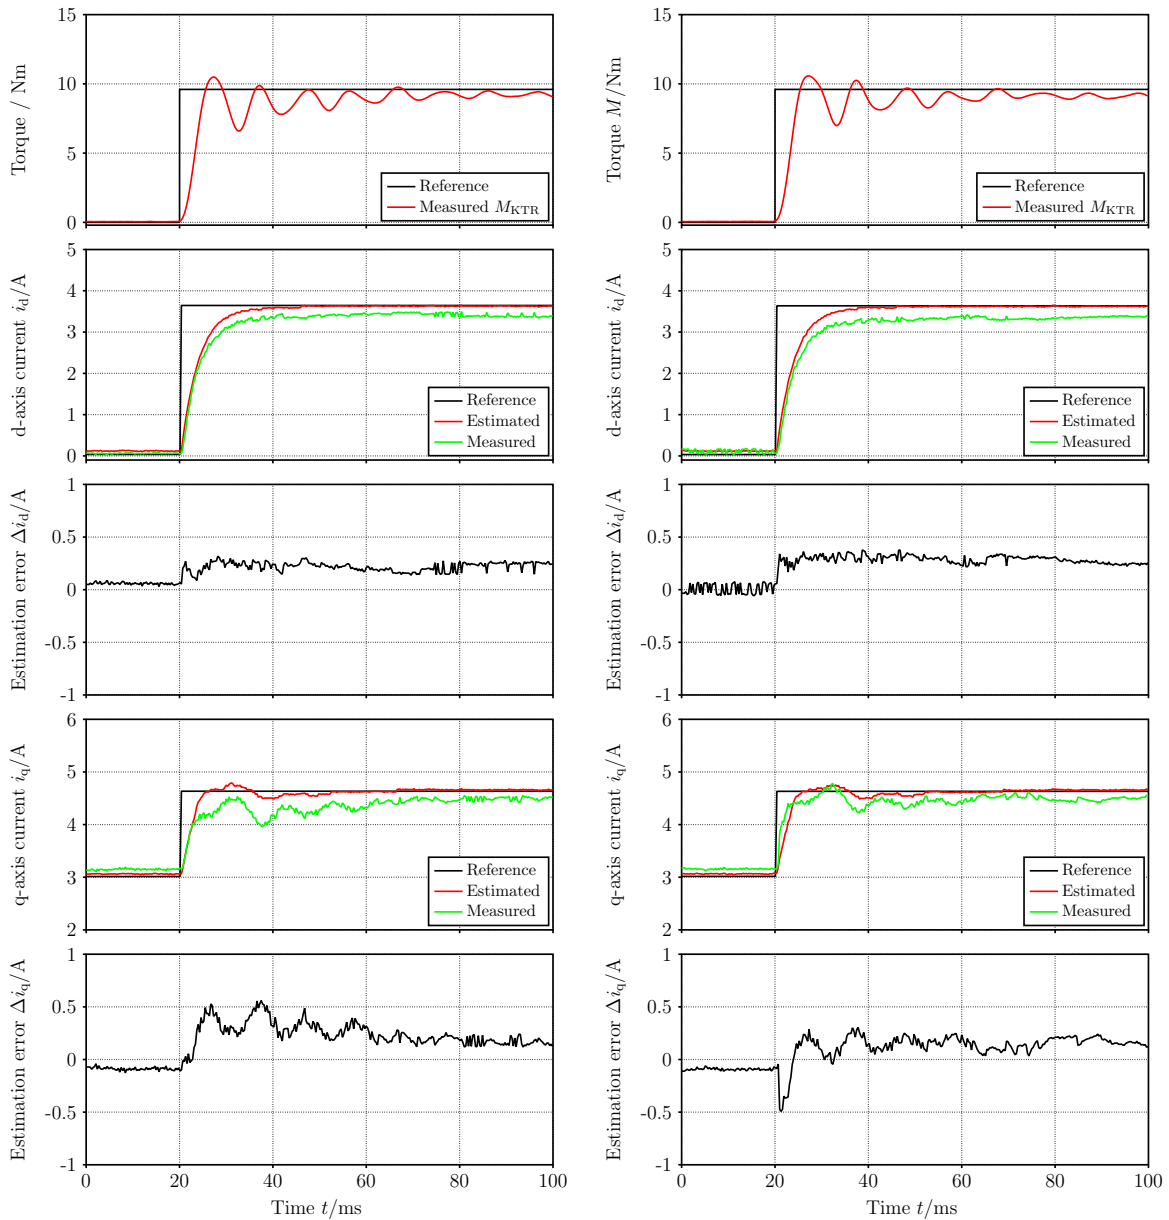 15
10
5
0
Torque / Nm
Reference
Measured M_KTR
5
4
3
2
1
0
d-axis current i_d/A
Reference
Estimated
Measured
1
0.5
0
-0.5
-1
Estimation error Δi_d/A
6
5
4
3
2
q-axis current i_q/A
Reference
Estimated
Measured
1
0.5
0
-0.5
-1
Estimation error Δi_q/A
0 20 40 60 80 100
Time t/ms
15
10
5
0
Torque M/Nm
Reference
Measured M_KTR
5
4
3
2
1
0
d-axis current i_d/A
Reference
Estimated
Measured
1
0.5
0
-0.5
-1
Estimation error Δi_d/A
6
5
4
3
2
q-axis current i_q/A
Reference
Estimated
Measured
1
0.5
0
-0.5
-1
Estimation error Δi_q/A
0 20 40 60 80 100
Time t/ms